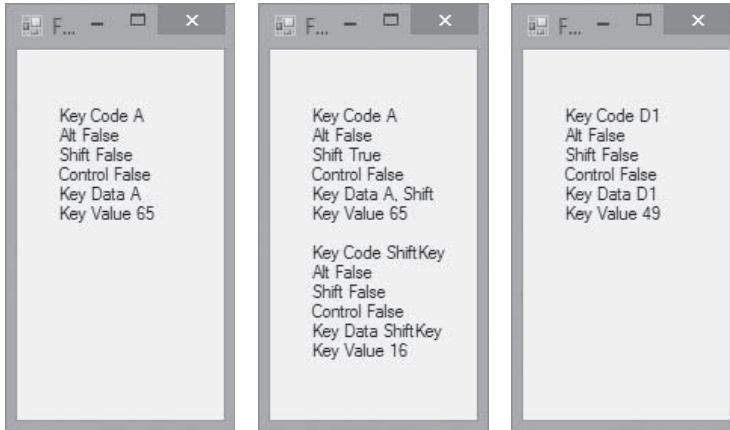 F...
Key Code A
Alt False
Shift False
Control False
Key Data A
Key Value 65
F...
Key Code A
Alt False
Shift True
Control False
Key Data A, Shift
Key Value 65
Key Code ShiftKey
Alt False
Shift False
Control False
Key Data ShiftKey
Key Value 16
F...
Key Code D1
Alt False
Shift False
Control False
Key Data D1
Key Value 49